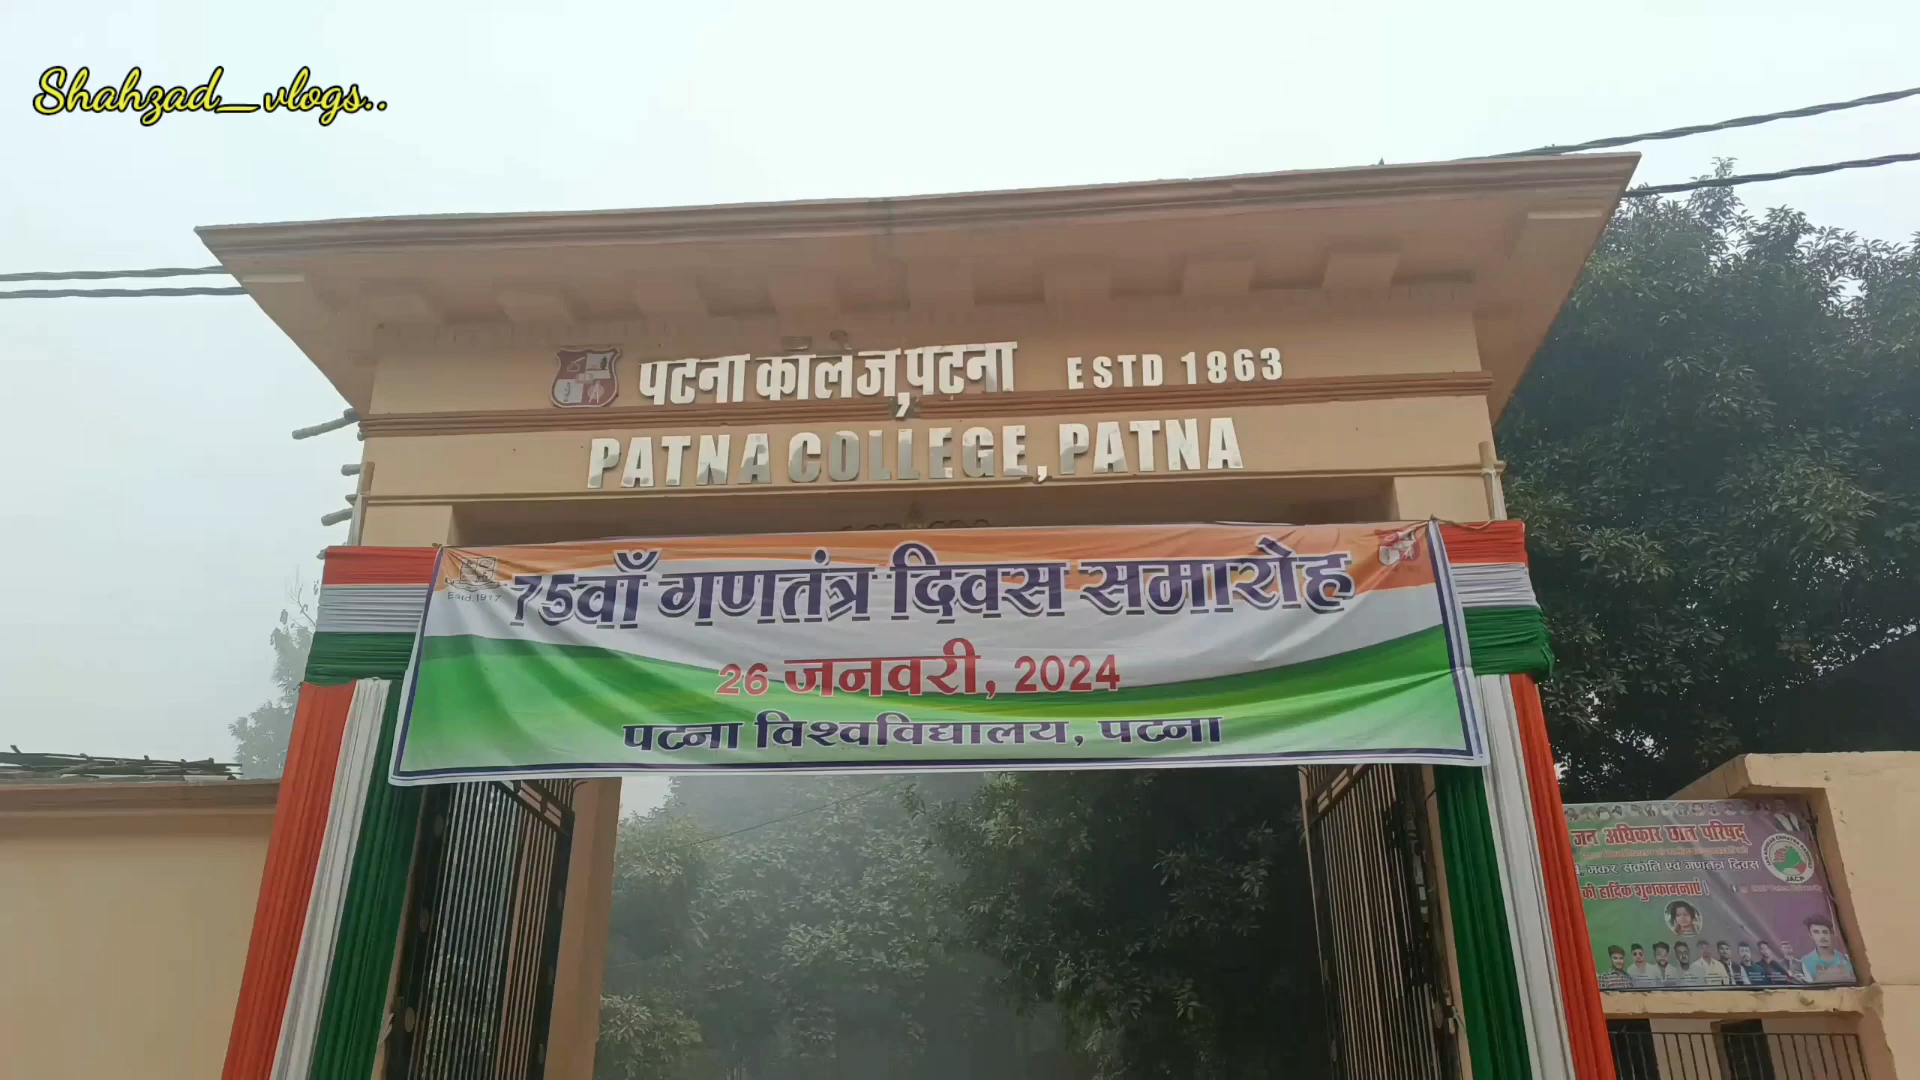 Shahzad_vlogs..
पटना कॉलेज, पटना ESTD 1863
PATNA COLLEGE, PATNA
75वाँ गणतंत्र दिवस समारोह
Estd.1917
26 जनवरी, 2024
पटना विश्वविद्यालय, पटना
जन अधिकार छात्र परिषद्
मकर संक्रांति एवं गणतंत्र दिवस
की हार्दिक शुभकामनाएं।
JACP